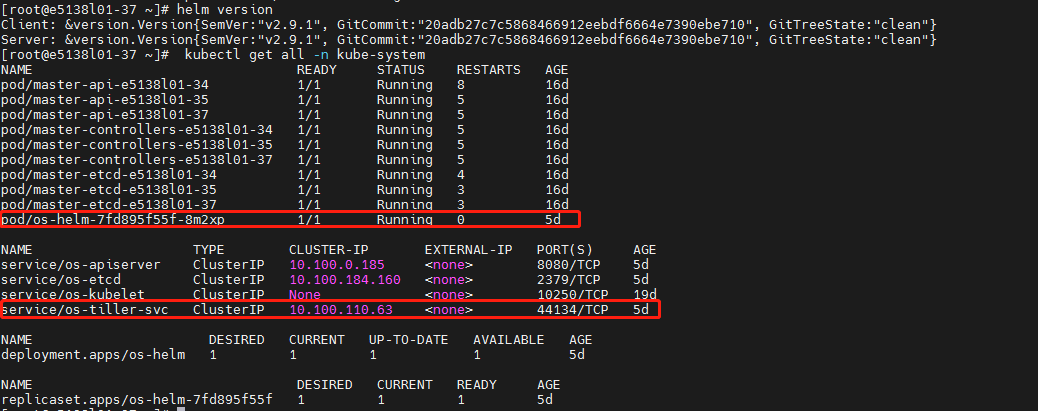 [root@e5138l01-37 ~]# helm version
Client: &version.Version{SemVer:"v2.9.1", GitCommit:"20adb27c7c5868466912eebdf6664e7390ebe710", GitTreeState:"clean"}
Server: &version.Version{SemVer:"v2.9.1", GitCommit:"20adb27c7c5868466912eebdf6664e7390ebe710", GitTreeState:"clean"}
[root@e5138l01-37 ~]#  kubectl get all -n kube-system
NAME READY STATUS RESTARTS AGE
pod/master-api-e5138l01-34 1/1 Running 8 16d
pod/master-api-e5138l01-35 1/1 Running 5 16d
pod/master-api-e5138l01-37 1/1 Running 5 16d
pod/master-controllers-e5138l01-34 1/1 Running 5 16d
pod/master-controllers-e5138l01-35 1/1 Running 5 16d
pod/master-controllers-e5138l01-37 1/1 Running 5 16d
pod/master-etcd-e5138l01-34 1/1 Running 4 16d
pod/master-etcd-e5138l01-35 1/1 Running 3 16d
pod/master-etcd-e5138l01-37 1/1 Running 3 16d
pod/os-helm-7fd895f55f-8m2xp 1/1 Running 0 5d
NAME TYPE CLUSTER-IP EXTERNAL-IP PORT(S) AGE
service/os-apiserver ClusterIP 10.100.0.185 <none> 8080/TCP 5d
service/os-etcd ClusterIP 10.100.184.160 <none> 2379/TCP 5d
service/os-kubelet ClusterIP None <none> 10250/TCP 19d
service/os-tiller-svc ClusterIP 10.100.110.63 <none> 44134/TCP 5d
NAME DESIRED CURRENT UP-TO-DATE AVAILABLE AGE
deployment.apps/os-helm 1 1 1 1 5d
NAME DESIRED CURRENT READY AGE
replicaset.apps/os-helm-7fd895f55f 1 1 1 5d